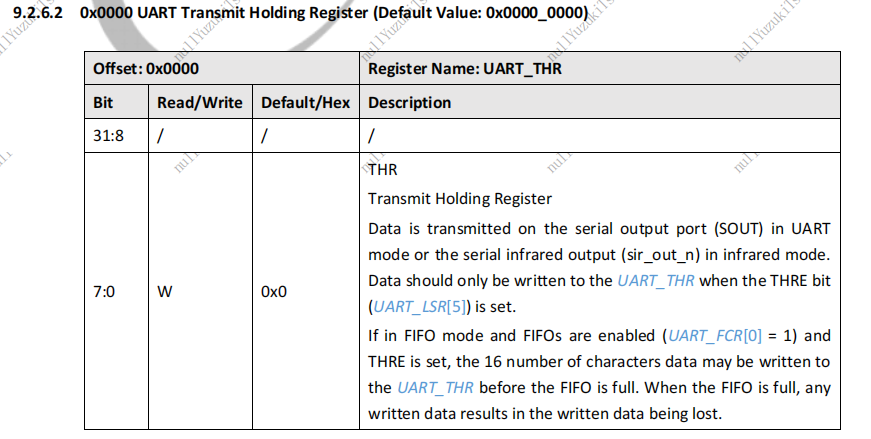 9.2.6.2 0x0000 UART Transmit Holding Register (Default Value: 0x0000_0000)
Offset: 0x0000 Register Name: UART_THR
Bit Read/Write Default/Hex Description
31:8 / / /
7:0 W 0x0 THR
Transmit Holding Register
Data is transmitted on the serial output port (SOUT) in UART
mode or the serial infrared output (sir_out_n) in infrared mode.
Data should only be written to the UART_THR when the THRE bit
(UART_LSR[5]) is set.
If in FIFO mode and FIFOs are enabled (UART_FCR[0] = 1) and
THRE is set, the 16 number of characters data may be written to
the UART_THR before the FIFO is full. When the FIFO is full, any
written data results in the written data being lost.